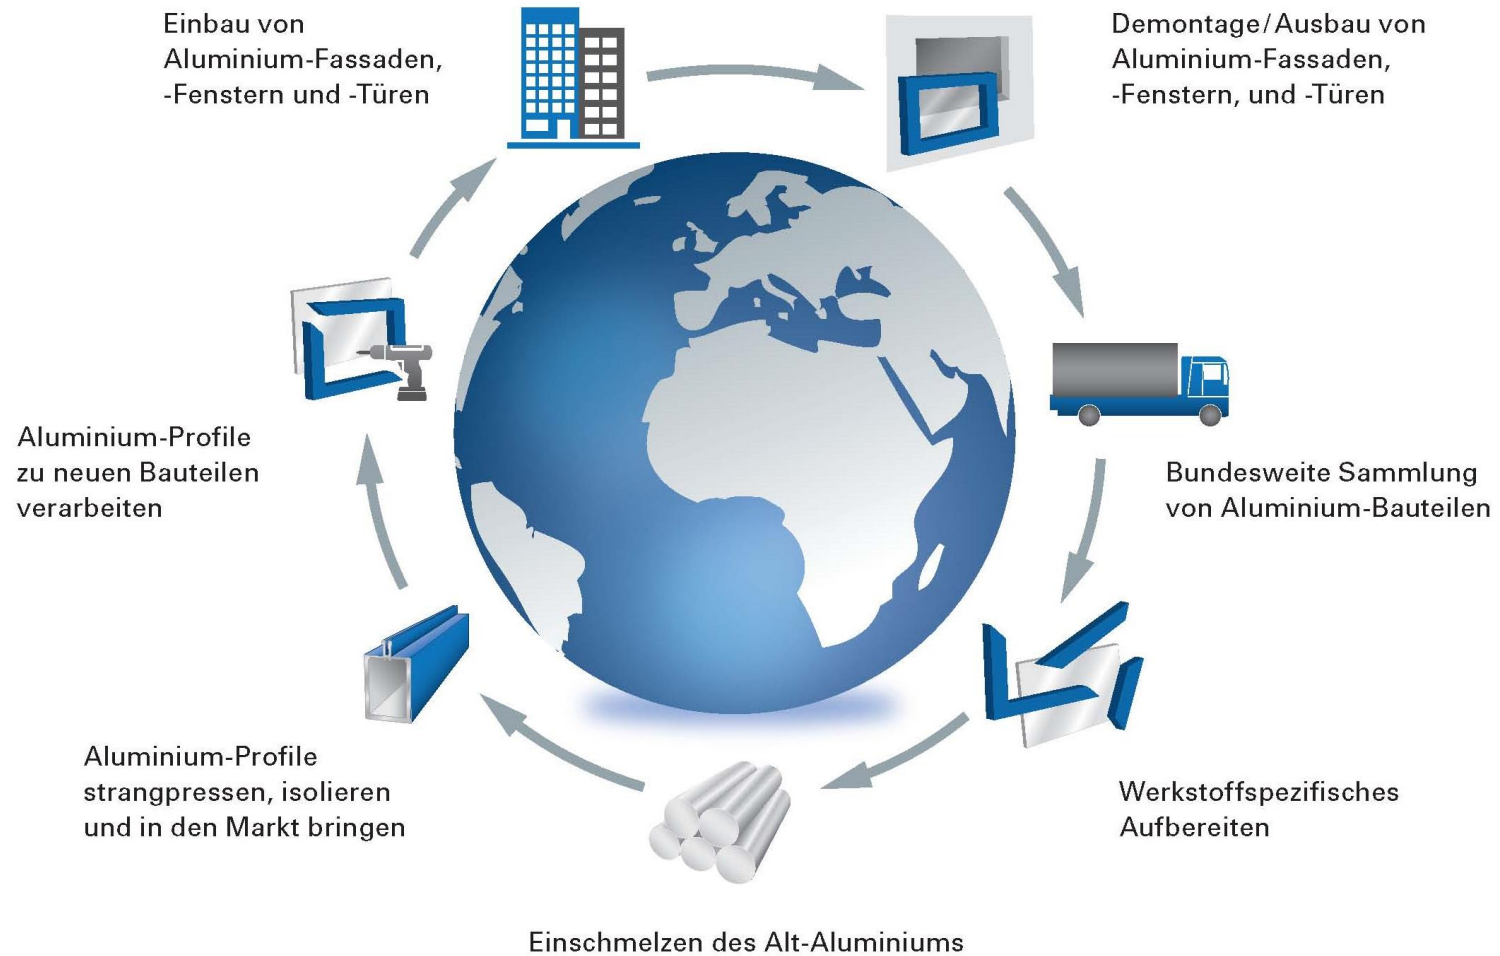 Einbau von
Aluminium-Fassaden,
-Fenstern und -Türen
Demontage/Ausbau von
Aluminium-Fassaden,
-Fenstern, und -Türen
Bundesweite Sammlung
von Aluminium-Bauteilen
Werkstoffspezifisches
Aufbereiten
Einschmelzen des Alt-Aluminiums
Aluminium-Profile
strangpressen, isolieren
und in den Markt bringen
Aluminium-Profile
zu neuen Bauteilen
verarbeiten